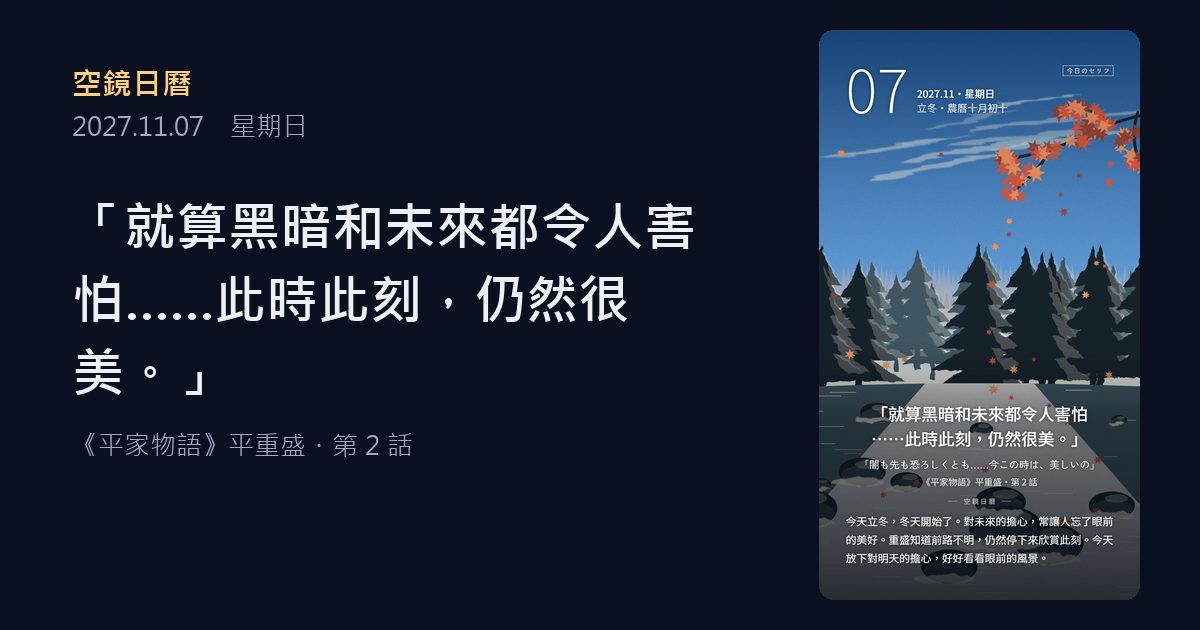 空鏡日曆
2027.11.07 星期日
「就算黑暗和未來都令人害
怕……此時此刻，仍然很
美。」
《平家物語》平重盛・第 2 話
今日のセリフ
07
2027.11・星期日
立冬・農曆十月初十
「就算黑暗和未來都令人害怕
……此時此刻，仍然很美。」
「闇も先も恐ろしくとも……今この時は、美しいの」
《平家物語》平重盛・第 2 話
— 空鏡日曆 —
今天立冬，冬天開始了。對未來的擔心，常讓人忘了眼前
的美好。重盛知道前路不明，仍然停下來欣賞此刻。今天
放下對明天的擔心，好好看看眼前的風景。